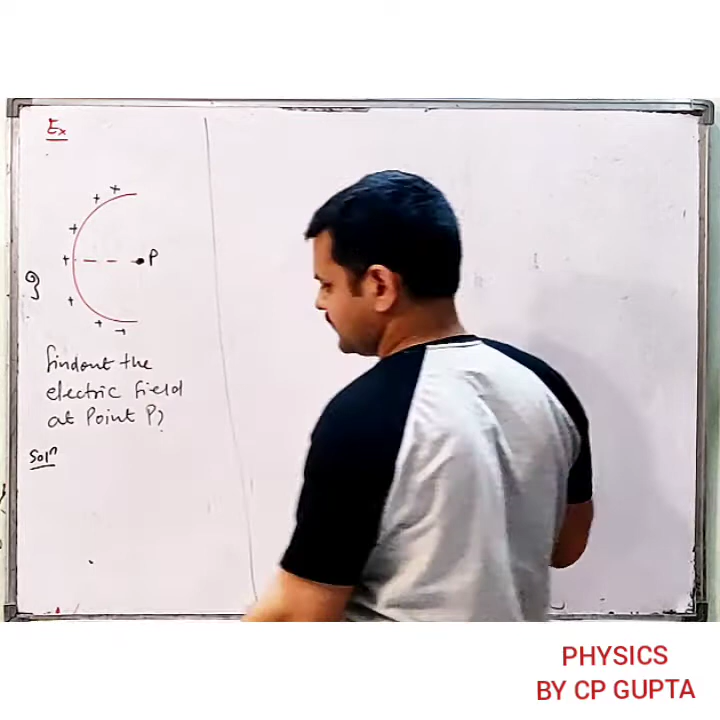 Ex
P
findout the
electric field
at Point P?
Solⁿ
PHYSICS
BY CP GUPTA